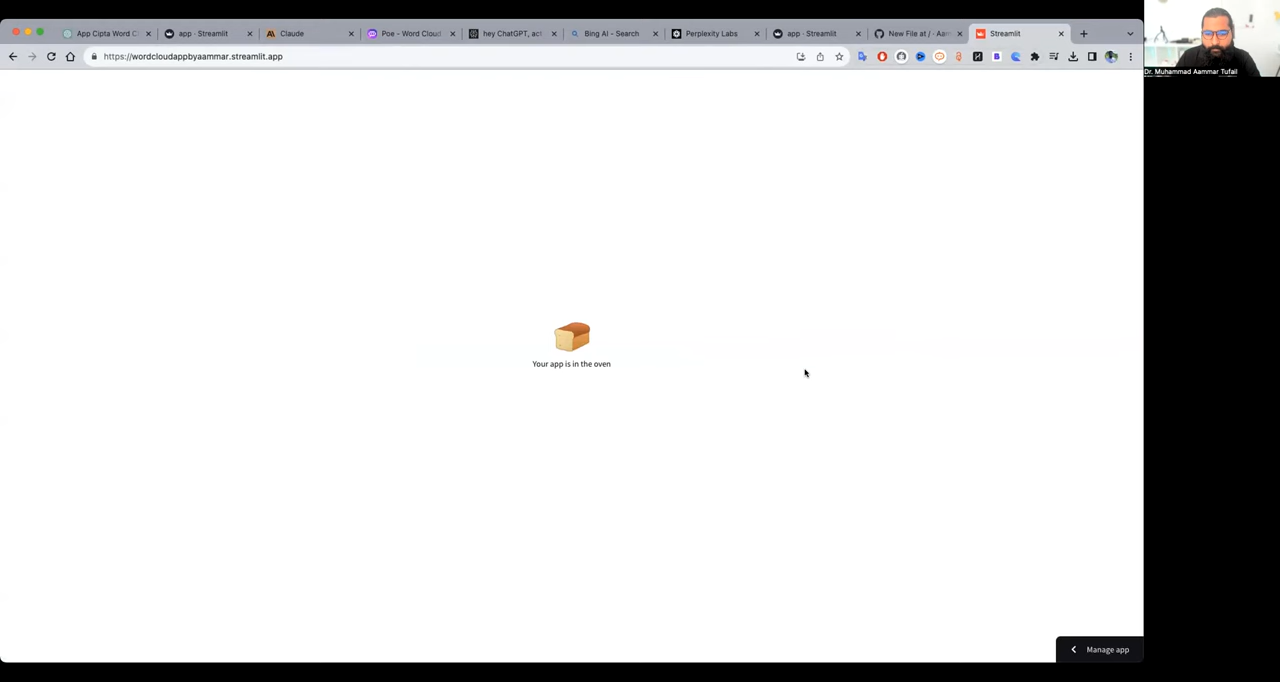 App Cipta Word C
app · Streamlit
Claude
Poe - Word Cloud
hey ChatGPT, act
Bing AI - Search
Perplexity Labs
app · Streamlit
New File at / · Aam
Streamlit
https://wordcloudappbyaammar.streamlit.app
Dr. Muhammad Aammar Tufail
Your app is in the oven
Manage app